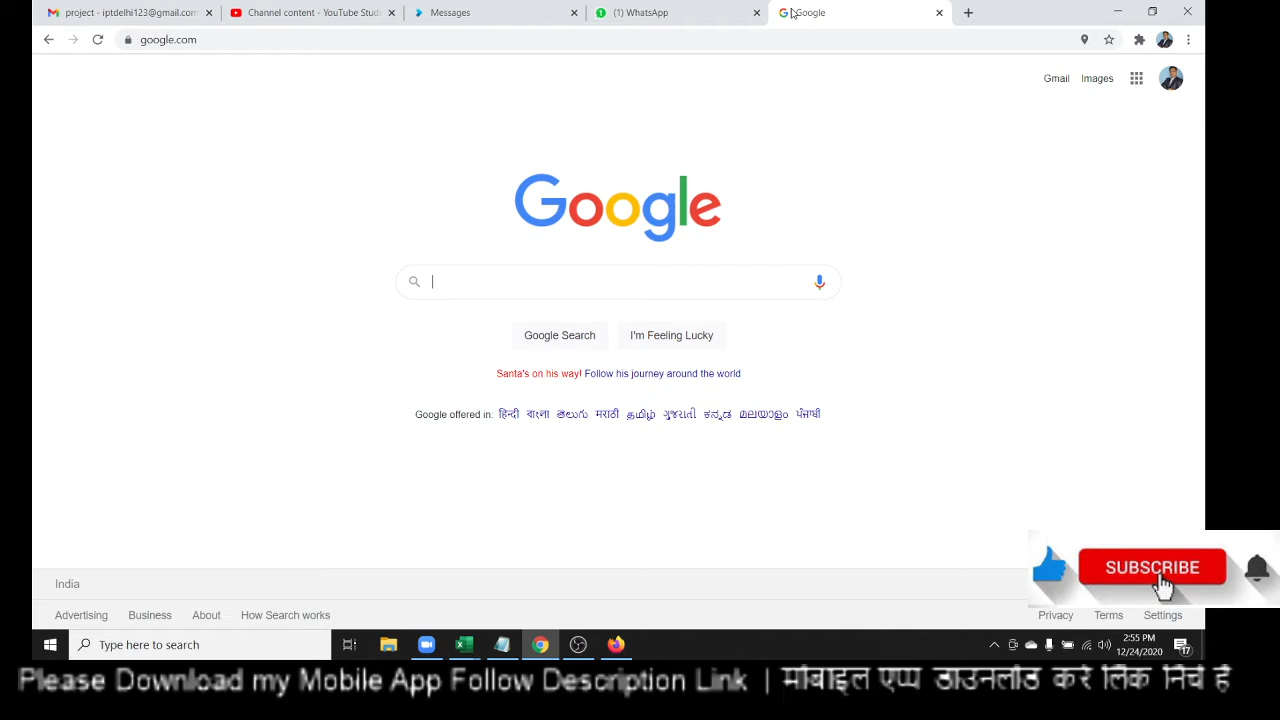 project - iptdelhi123@gmail.com
Channel content - YouTube Stud
Messages
(1) WhatsApp
Google
google.com
Gmail
Images
Google
Google Search
I'm Feeling Lucky
Santa's on his way! Follow his journey around the world
Google offered in: हिन्दी বাংলা తెలుగు मराठी தமிழ் ગુજરાતી ಕನ್ನಡ മലയാളം ਪੰਜਾਬੀ
India
SUBSCRIBE
Advertising Business About How Search works
Privacy Terms Settings
Type here to search
2:55 PM
12/24/2020
17
Please Download my Mobile App Follow Description Link | मोबाइल एप्प डाउनलोड करें लिंक निचे हैं